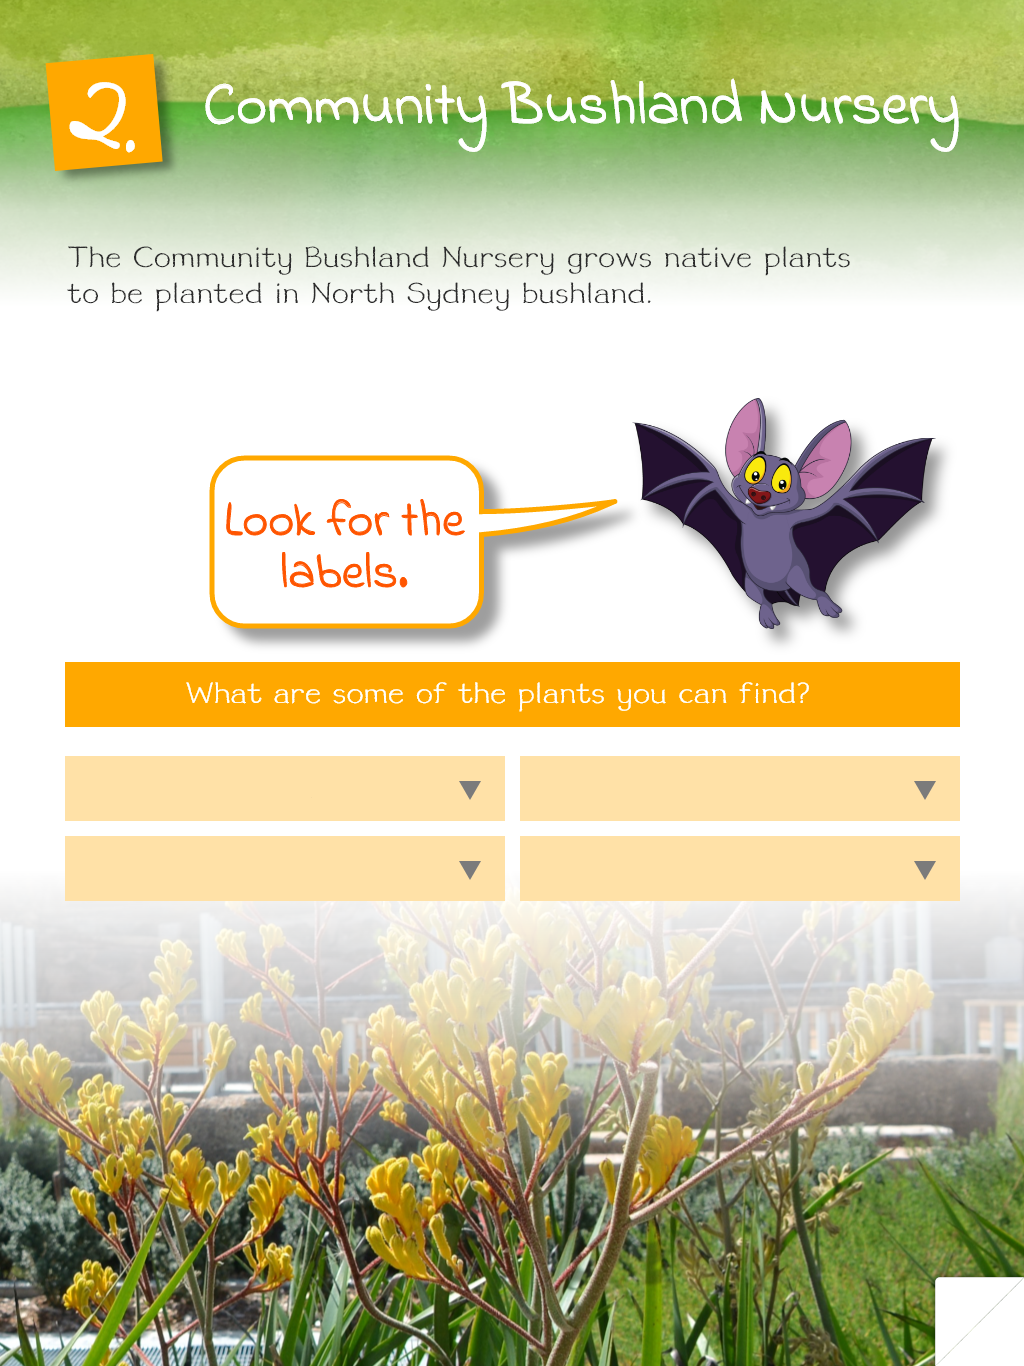 2.
Community Bushland Nursery
The Community Bushland Nursery grows native plants
to be planted in North Sydney bushland.
Look for the
labels.
What are some of the plants you can find?